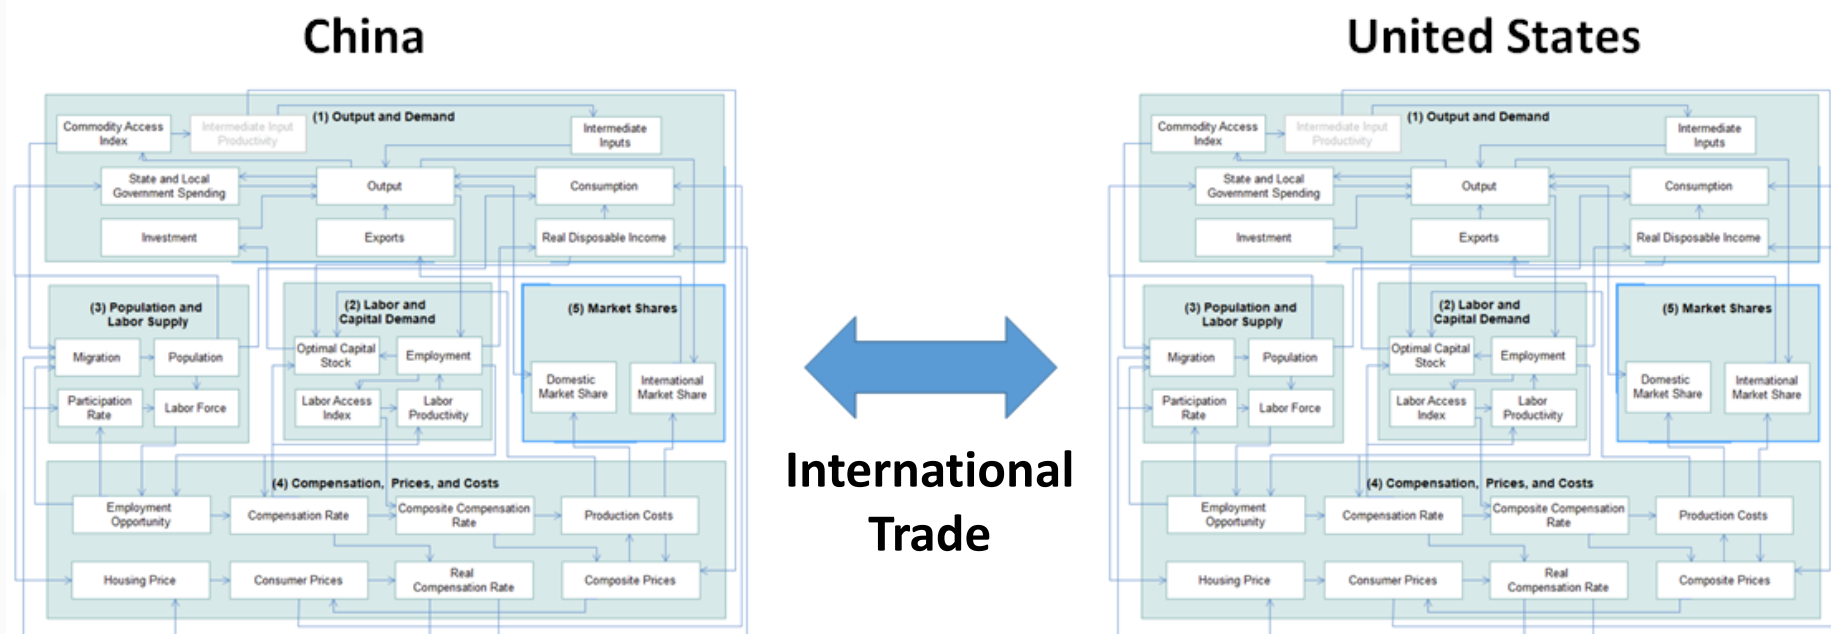 China
United States
(1) Output and Demand
Commodity Access
Index
Intermediate Input
Productivity
Intermediate
Inputs
State and Local
Government Spending
Output
Consumption
Investment
Exports
Real Disposable Income
(3) Population and
Labor Supply
Migration
Population
Participation
Rate
Labor Force
(2) Labor and
Capital Demand
Optimal Capital
Stock
Employment
Labor Access
Index
Labor
Productivity
(5) Market Shares
Domestic
Market Share
International
Market Share
(4) Compensation, Prices, and Costs
Employment
Opportunity
Compensation Rate
Composite Compensation
Rate
Production Costs
Housing Price
Consumer Prices
Real
Compensation Rate
Composite Prices
International
Trade
(1) Output and Demand
Commodity Access
Index
Intermediate Input
Productivity
Intermediate
Inputs
State and Local
Government Spending
Output
Consumption
Investment
Exports
Real Disposable Income
(3) Population and
Labor Supply
Migration
Population
Participation
Rate
Labor Force
(2) Labor and
Capital Demand
Optimal Capital
Stock
Employment
Labor Access
Index
Labor
Productivity
(5) Market Shares
Domestic
Market Share
International
Market Share
(4) Compensation, Prices, and Costs
Employment
Opportunity
Compensation Rate
Composite Compensation
Rate
Production Costs
Housing Price
Consumer Prices
Real
Compensation Rate
Composite Prices